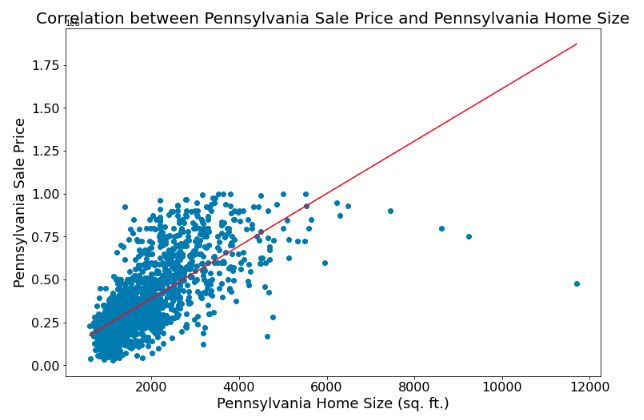 Correlation between Pennsylvania Sale Price and Pennsylvania Home Size
1e6
1.75
1.50
1.25
1.00
0.75
0.50
0.25
0.00
Pennsylvania Sale Price
2000 4000 6000 8000 10000 12000
Pennsylvania Home Size (sq. ft.)